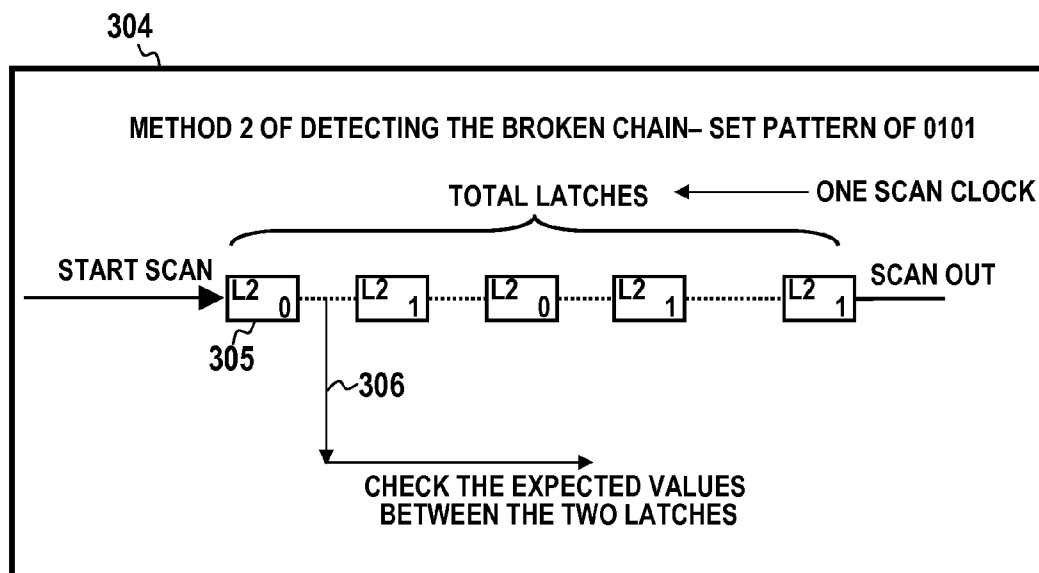 304
METHOD 2 OF DETECTING THE BROKEN CHAIN– SET PATTERN OF 0101
TOTAL LATCHES
ONE SCAN CLOCK
START SCAN
L2 0
L2 1
L2 0
L2 1
L2 1
SCAN OUT
305
306
CHECK THE EXPECTED VALUES
BETWEEN THE TWO LATCHES